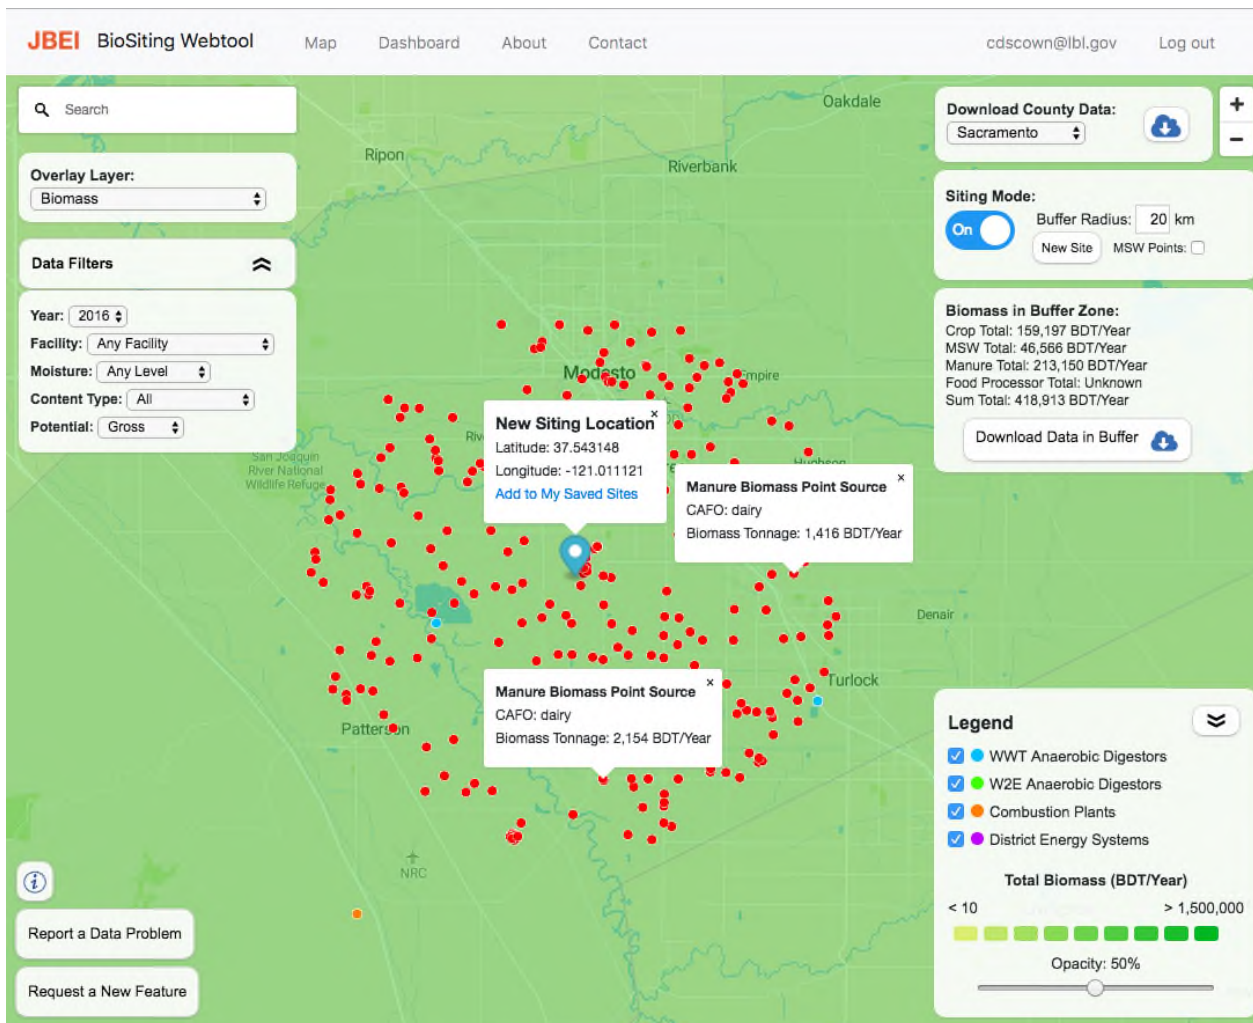 JBEI BioSiting Webtool Map Dashboard About Contact cdscown@lbl.gov Log out
Search
Overlay Layer:
Biomass
Data Filters
Year: 2016
Facility: Any Facility
Moisture: Any Level
Content Type: All
Potential: Gross
Download County Data:
Sacramento
+
−
Siting Mode:
On
Buffer Radius: 20 km
New Site MSW Points:
Biomass in Buffer Zone:
Crop Total: 159,197 BDT/Year
MSW Total: 46,566 BDT/Year
Manure Total: 213,150 BDT/Year
Food Processor Total: Unknown
Sum Total: 418,913 BDT/Year
Download Data in Buffer
Oakdale
Ripon
Riverbank
Modesto
Empire
Hughson
San Joaquin
River National
Wildlife Refuge
New Siting Location ×
Latitude: 37.543148
Longitude: -121.011121
Add to My Saved Sites
Manure Biomass Point Source ×
CAFO: dairy
Biomass Tonnage: 1,416 BDT/Year
Denair
Turlock
Manure Biomass Point Source ×
CAFO: dairy
Biomass Tonnage: 2,154 BDT/Year
Patterson
NRC
Legend
WWT Anaerobic Digestors
W2E Anaerobic Digestors
Combustion Plants
District Energy Systems
Total Biomass (BDT/Year)
< 10 > 1,500,000
Opacity: 50%
i
Report a Data Problem
Request a New Feature